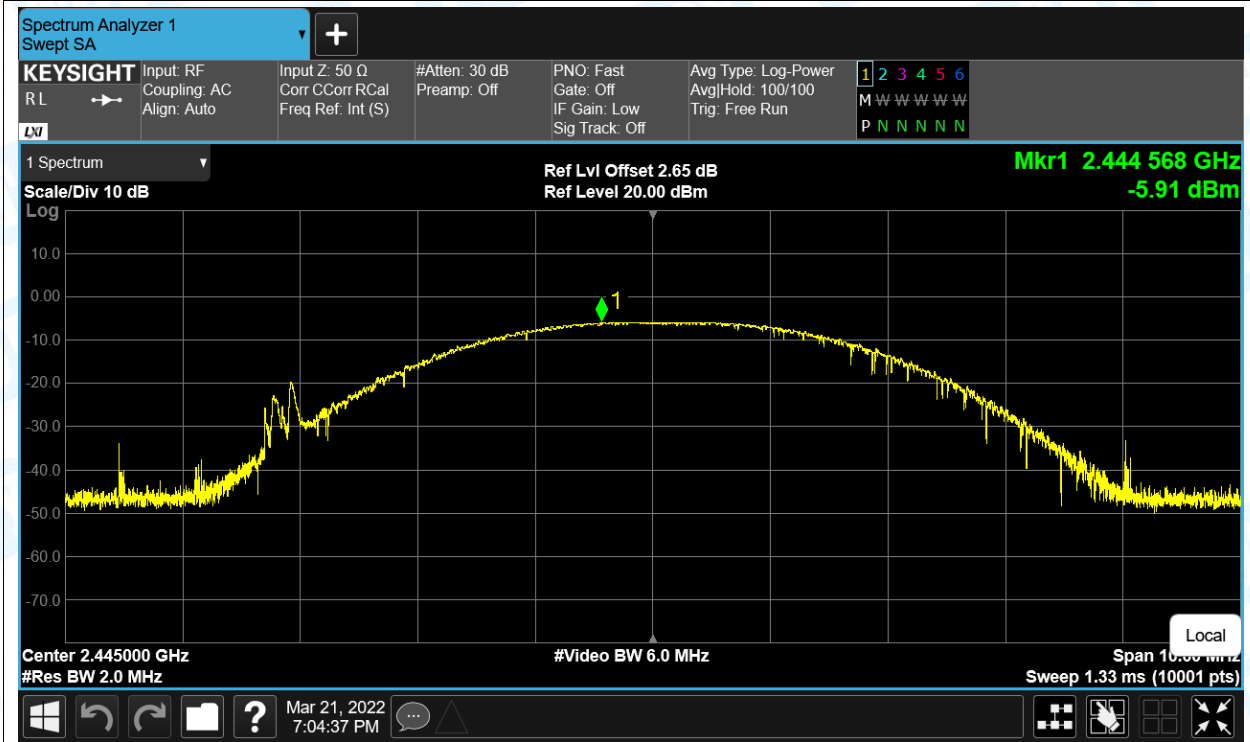 Spectrum Analyzer 1
Swept SA
+
KEYSIGHT
R L
LXI
Input: RF
Coupling: AC
Align: Auto
Input Z: 50 Ω
Corr CCorr RCal
Freq Ref: Int (S)
#Atten: 30 dB
Preamp: Off
PNO: Fast
Gate: Off
IF Gain: Low
Sig Track: Off
Avg Type: Log-Power
Avg|Hold: 100/100
Trig: Free Run
1 2 3 4 5 6
M W W W W W
P N N N N N
1 Spectrum
Scale/Div 10 dB
Ref Lvl Offset 2.65 dB
Ref Level 20.00 dBm
Mkr1 2.444 568 GHz
-5.91 dBm
Log
10.0
0.00
-10.0
-20.0
-30.0
-40.0
-50.0
-60.0
-70.0
1
Local
Center 2.445000 GHz
#Video BW 6.0 MHz
Span 10.00 MHz
#Res BW 2.0 MHz
Sweep 1.33 ms (10001 pts)
?
Mar 21, 2022
7:04:37 PM